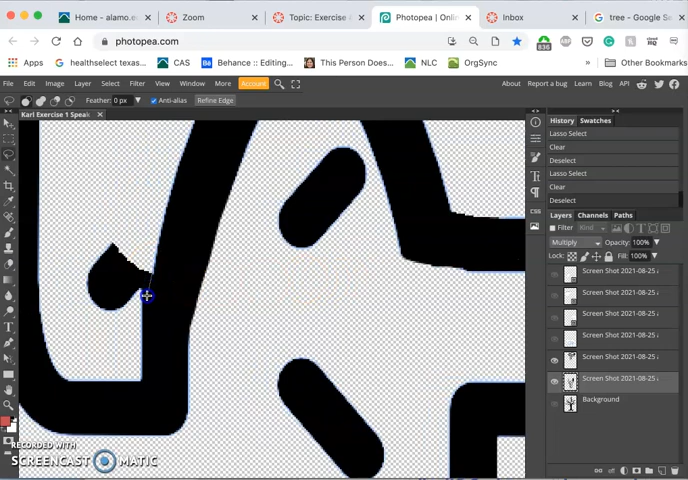 Home - alamo.e
Zoom
Topic: Exercise
Photopea | Onlin
Inbox
tree - Google Se
photopea.com
836
Apps
healthselect texas...
CAS
Behance :: Editing...
This Person Does...
NLC
OrgSync
Other Bookmarks
File Edit Image Layer Select Filter View Window More Account
About Report a bug Learn Blog API
Feather: 0 px Anti-alias Refine Edge
Karl Exercise 1 Speak
History Swatches
Lasso Select
Clear
Deselect
Lasso Select
Clear
Deselect
Layers Channels Paths
Filter Kind
Multiply Opacity: 100%
Lock: Fill: 100%
Screen Shot 2021-08-25
Screen Shot 2021-08-25
Screen Shot 2021-08-25
Screen Shot 2021-08-25
Screen Shot 2021-08-25
Screen Shot 2021-08-25
Background
CSS
RECORDED WITH
SCREENCAST MATIC